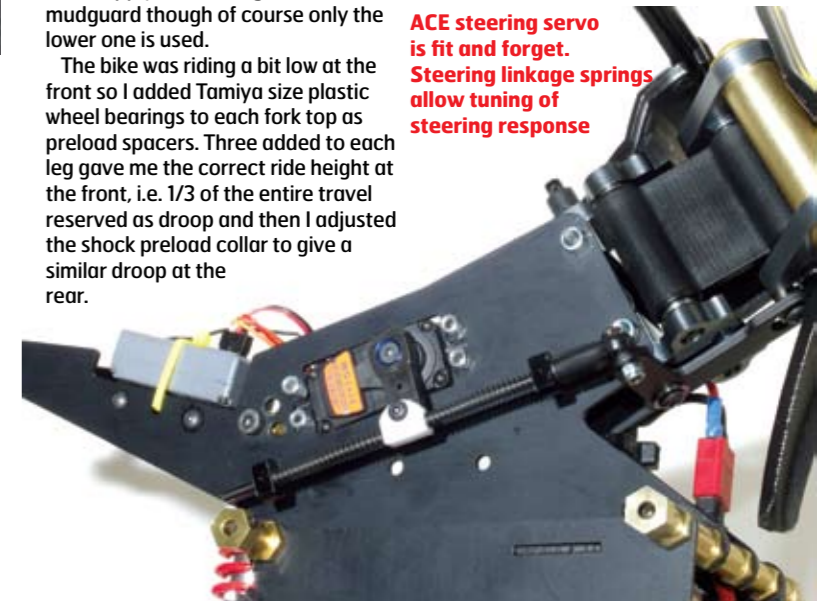 mudguard though of course only the
lower one is used.
The bike was riding a bit low at the
front so I added Tamiya size plastic
wheel bearings to each fork top as
preload spacers. Three added to each
leg gave me the correct ride height at
the front, i.e. 1/3 of the entire travel
reserved as droop and then I adjusted
the shock preload collar to give a
similar droop at the
rear.
ACE steering servo
is fit and forget.
Steering linkage springs
allow tuning of
steering response